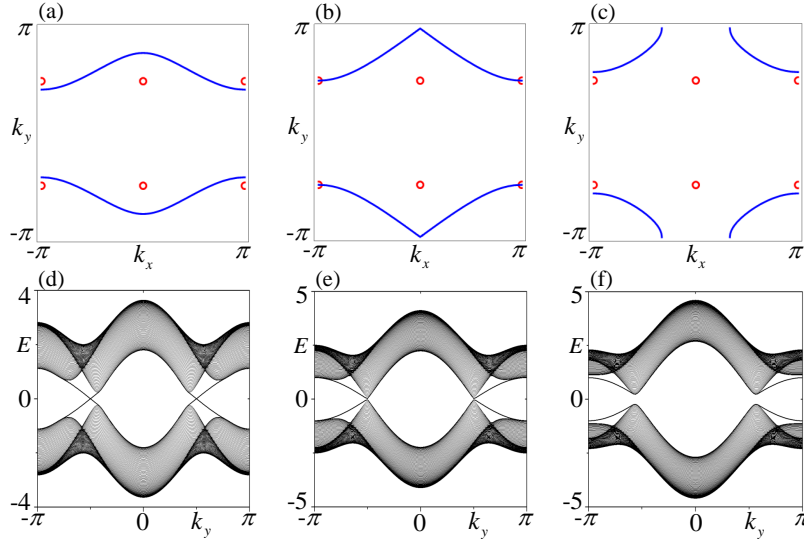 (a) (b) (c)
π π π
k_y k_y k_y
-π -π -π
-π k_x π -π k_x π -π k_x π
(d) (e) (f)
4 5 5
E E E
0 0 0
-4 -5 -5
-π 0 k_y π -π 0 k_y π -π 0 k_y π